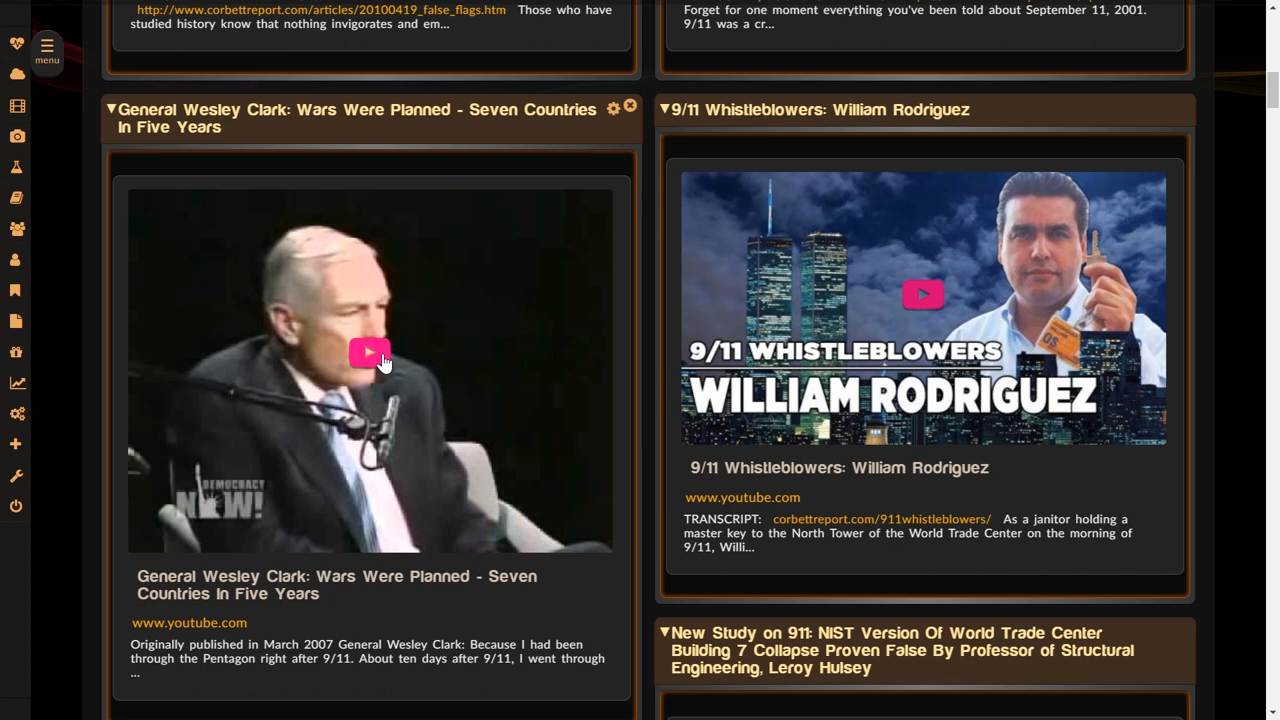 http://www.corbettreport.com/articles/20100419_false_flags.htm Those who have
studied history know that nothing invigorates and em...
Forget for one moment everything you've been told about September 11, 2001.
9/11 was a cr...
menu
▼General Wesley Clark: Wars Were Planned - Seven Countries
In Five Years
DEMOCRACY
NOW!
General Wesley Clark: Wars Were Planned - Seven
Countries In Five Years
www.youtube.com
Originally published in March 2007 General Wesley Clark: Because I had been
through the Pentagon right after 9/11. About ten days after 9/11, I went through
...
▼9/11 Whistleblowers: William Rodriguez
9/11 WHISTLEBLOWERS
WILLIAM RODRIGUEZ
9/11 Whistleblowers: William Rodriguez
www.youtube.com
TRANSCRIPT: corbettreport.com/911whistleblowers/ As a janitor holding a
master key to the North Tower of the World Trade Center on the morning of
9/11, Willi...
▼New Study on 911: NIST Version Of World Trade Center
Building 7 Collapse Proven False By Professor of Structural
Engineering, Leroy Hulsey